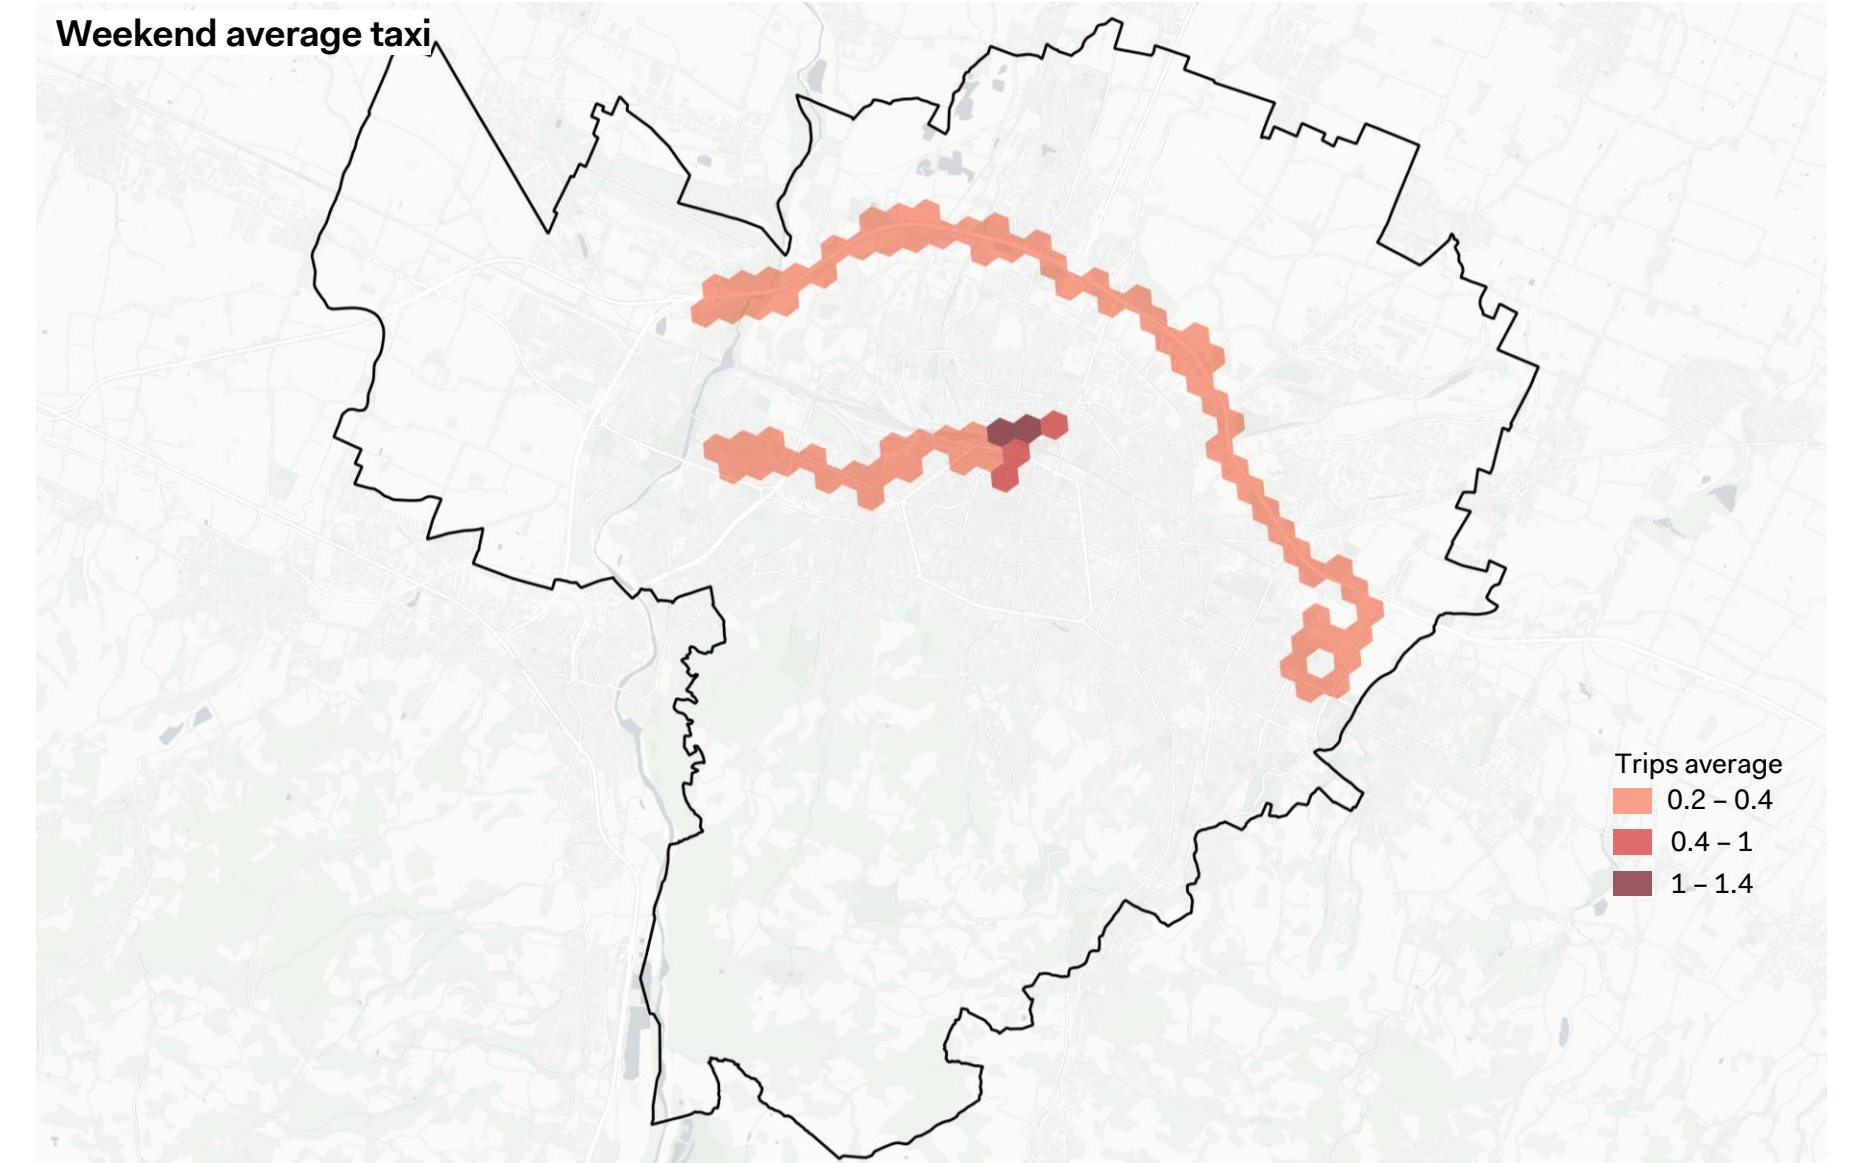 Weekend average taxi
Trips average
0.2 – 0.4
0.4 – 1
1 – 1.4